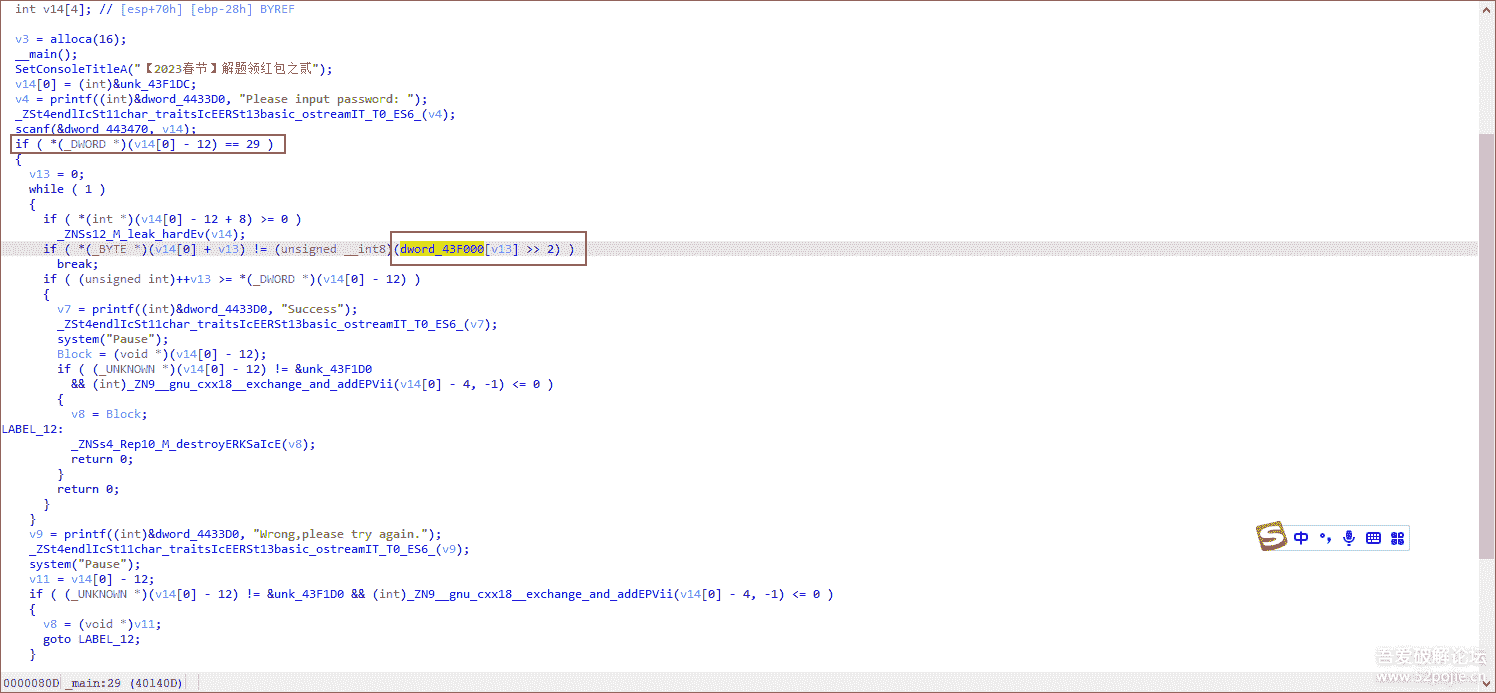 int v14[4]; // [esp+70h] [ebp-28h] BYREF
v3 = alloca(16);
__main();
SetConsoleTitleA("【2023春节】解题领红包之贰");
v14[0] = (int)&unk_43F1DC;
v4 = printf((int)&dword_4433D0, "Please input password: ");
_ZSt4endlIcSt11char_traitsIcEERSt13basic_ostreamIT_T0_ES6_(v4);
scanf(&dword_443470, v14);
if ( *(_DWORD *)(v14[0] - 12) == 29 )
{
v13 = 0;
while ( 1 )
{
if ( *(int *)(v14[0] - 12 + 8) >= 0 )
_ZNSs12_M_leak_hardEv(v14);
if ( *(_BYTE *)(v14[0] + v13) != (unsigned __int8)(dword_43F000[v13] >> 2) )
break;
if ( (unsigned int)++v13 >= *(_DWORD *)(v14[0] - 12) )
{
v7 = printf((int)&dword_4433D0, "Success");
_ZSt4endlIcSt11char_traitsIcEERSt13basic_ostreamIT_T0_ES6_(v7);
system("Pause");
Block = (void *)(v14[0] - 12);
if ( (_UNKNOWN *)(v14[0] - 12) != &unk_43F1D0
&& (int)_ZN9__gnu_cxx18__exchange_and_addEPVii(v14[0] - 4, -1) <= 0 )
{
v8 = Block;
LABEL_12:
_ZNSs4_Rep10_M_destroyERKSaIcE(v8);
return 0;
}
return 0;
}
}
v9 = printf((int)&dword_4433D0, "Wrong,please try again.");
_ZSt4endlIcSt11char_traitsIcEERSt13basic_ostreamIT_T0_ES6_(v9);
system("Pause");
v11 = v14[0] - 12;
if ( (_UNKNOWN *)(v14[0] - 12) != &unk_43F1D0 && (int)_ZN9__gnu_cxx18__exchange_and_addEPVii(v14[0] - 4, -1) <= 0 )
{
v8 = (void *)v11;
goto LABEL_12;
}
S 中
吾爱破解论坛
www.52pojie.cn
0000080D _main:29 (40140D)